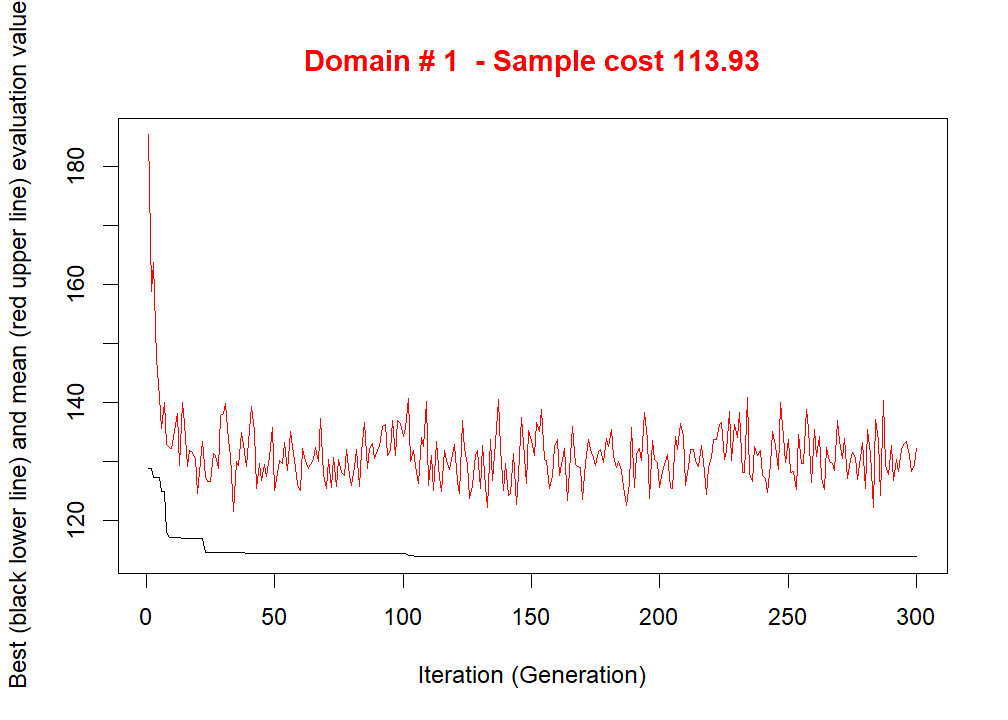 Domain # 1 - Sample cost 113.93
Best (black lower line) and mean (red upper line) evaluation value
180
160
140
120
0 50 100 150 200 250 300
Iteration (Generation)